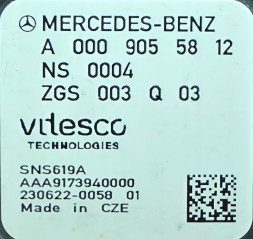 MERCEDES-BENZ
A 000 905 58 12
NS 0004
ZGS 003 Q 03
vitesco
TECHNOLOGIES
SNS619A
AAA9173940000
230622-0058 01
Made in CZE